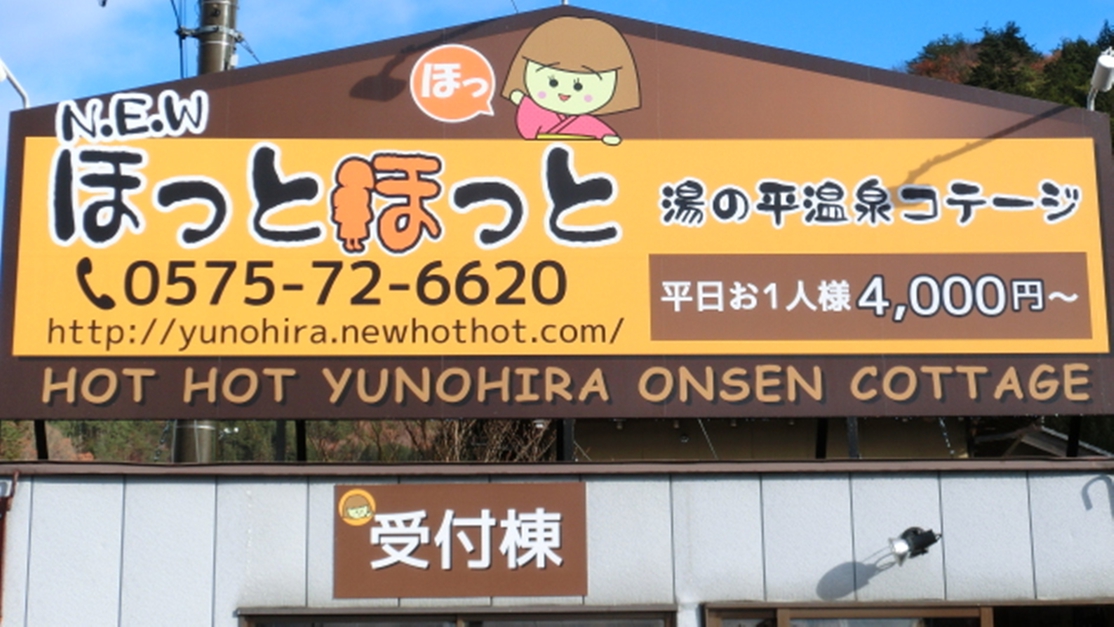 ほっ
N.E.W
ほっとほっと
湯の平温泉コテージ
0575-72-6620
平日お1人様4,000円～
http://yunohira.newhothot.com/
HOT HOT YUNOHIRA ONSEN COTTAGE
受付棟